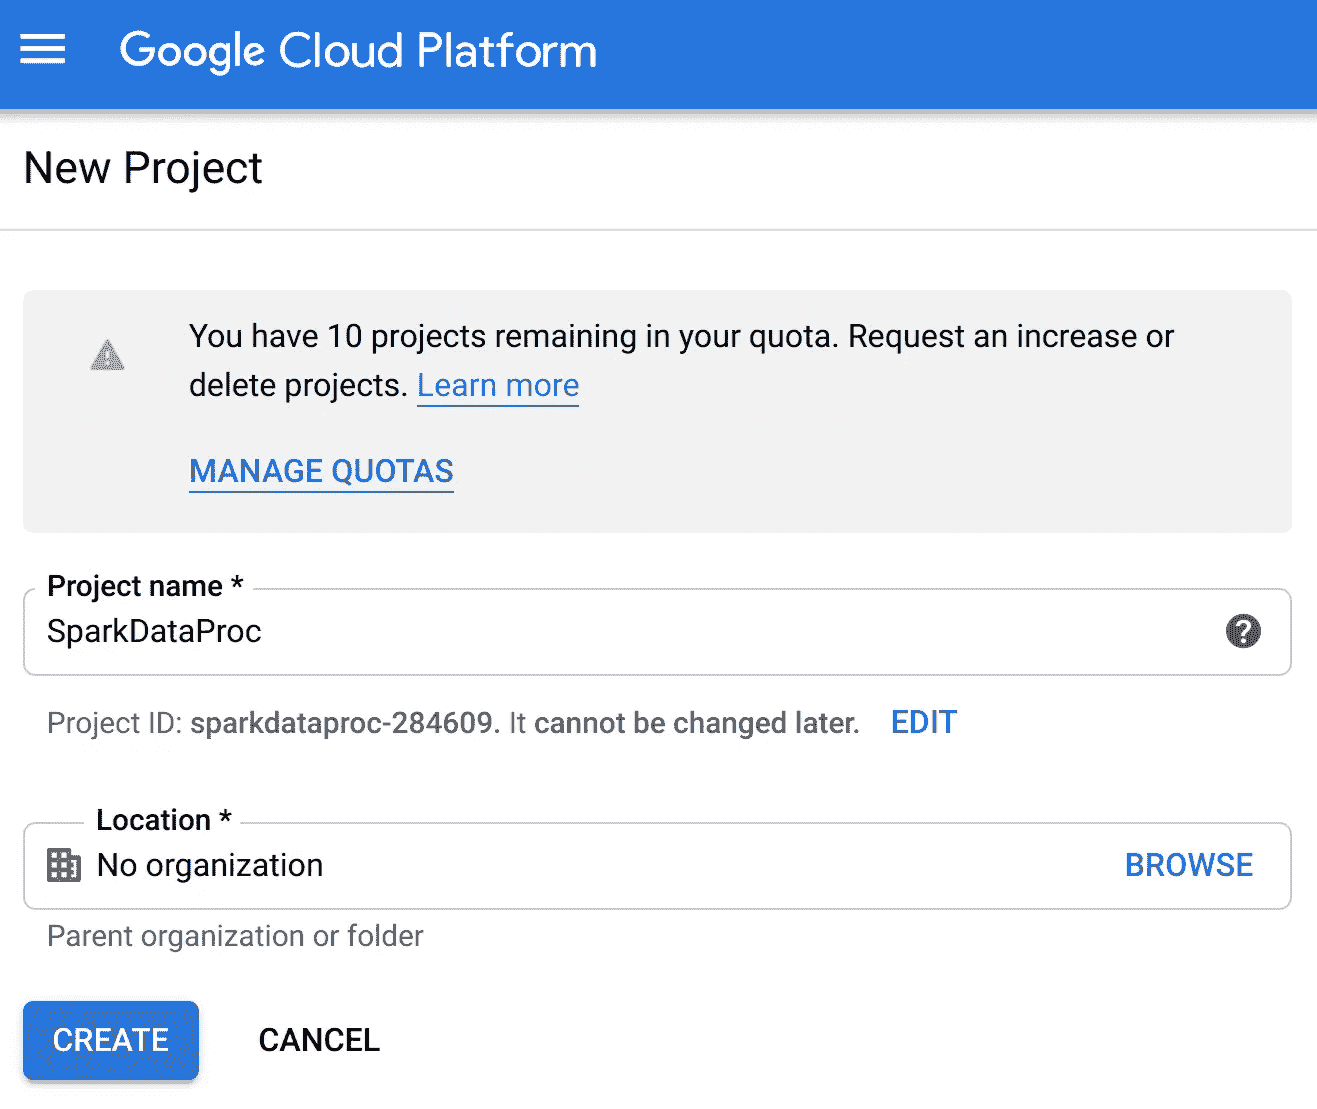 Google Cloud Platform
New Project
You have 10 projects remaining in your quota. Request an increase or
delete projects. Learn more
MANAGE QUOTAS
Project name *
SparkDataProc
Project ID: sparkdataproc-284609. It cannot be changed later. EDIT
Location *
No organization BROWSE
Parent organization or folder
CREATE CANCEL